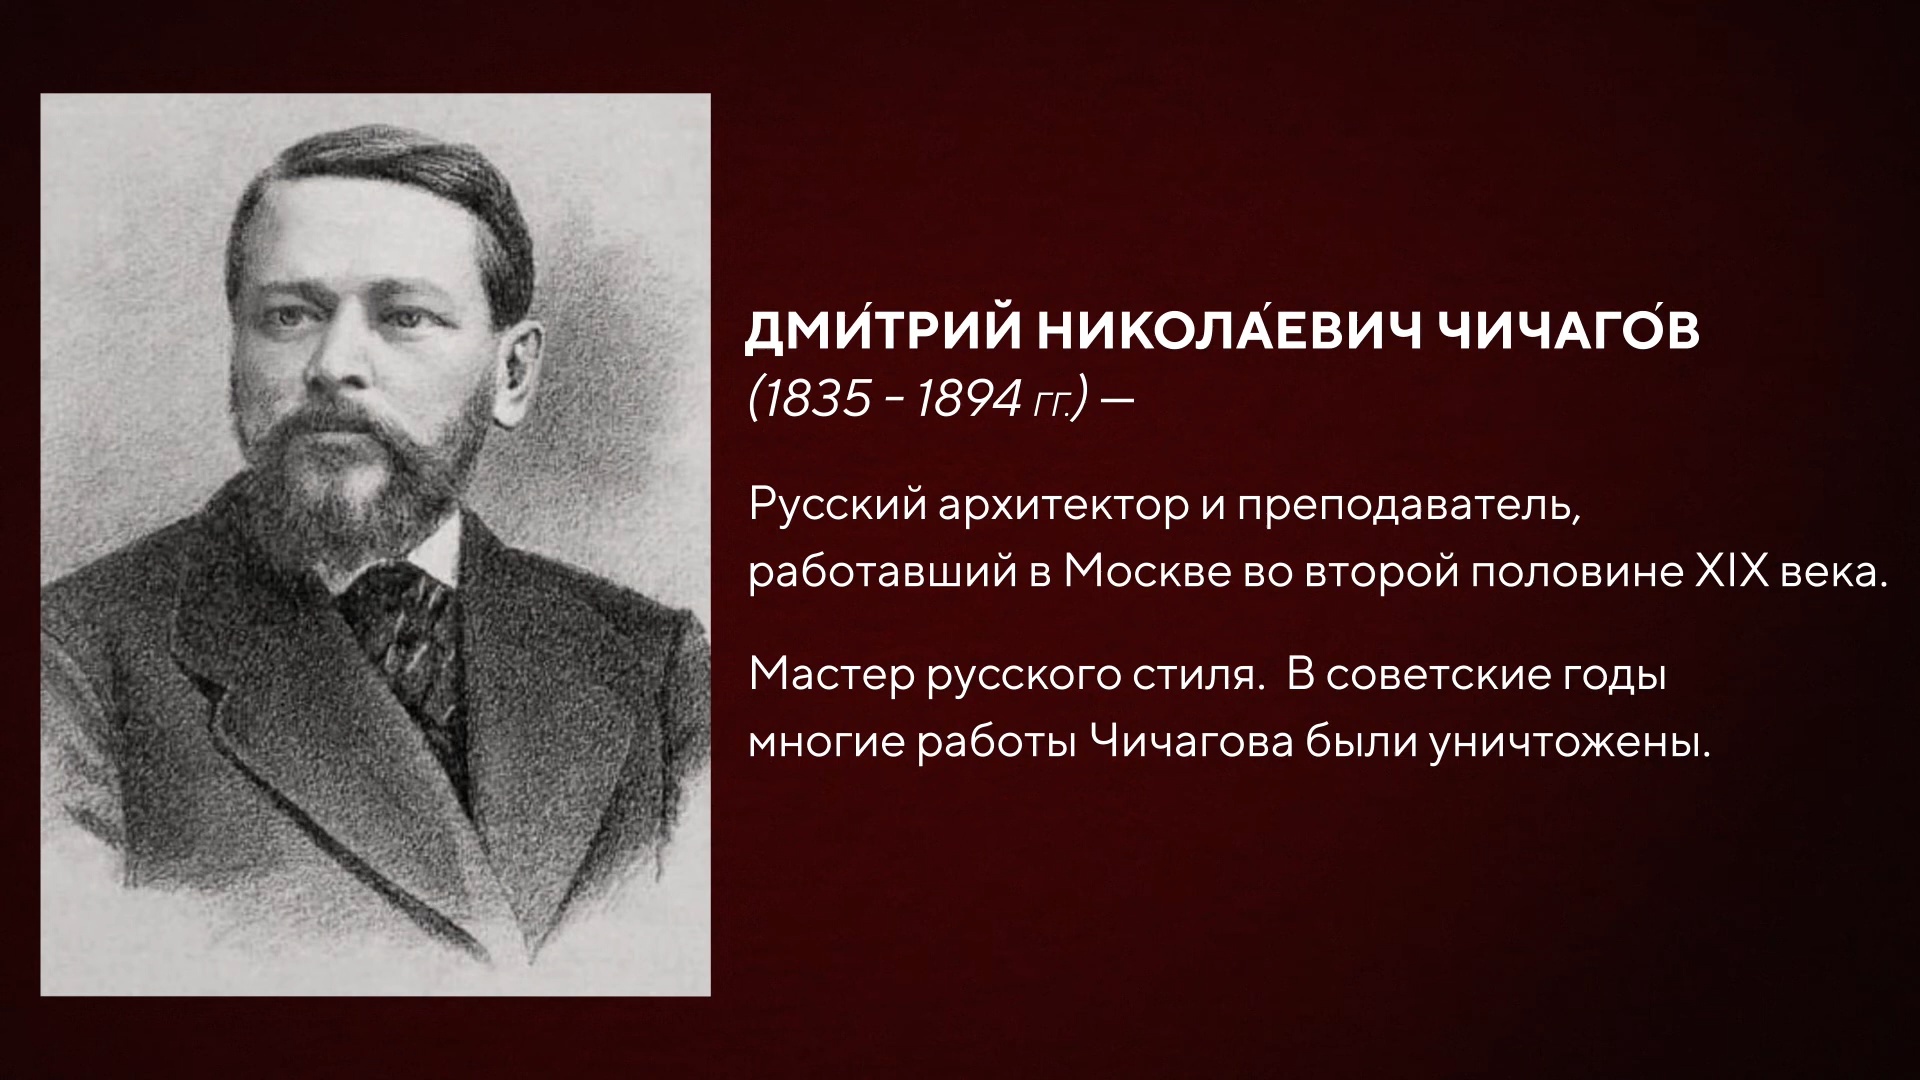 ДМИ́ТРИЙ НИКОЛА́ЕВИЧ ЧИЧАГО́В
(1835 – 1894 гг.) —
Русский архитектор и преподаватель,
работавший в Москве во второй половине XIX века.
Мастер русского стиля. В советские годы
многие работы Чичагова были уничтожены.